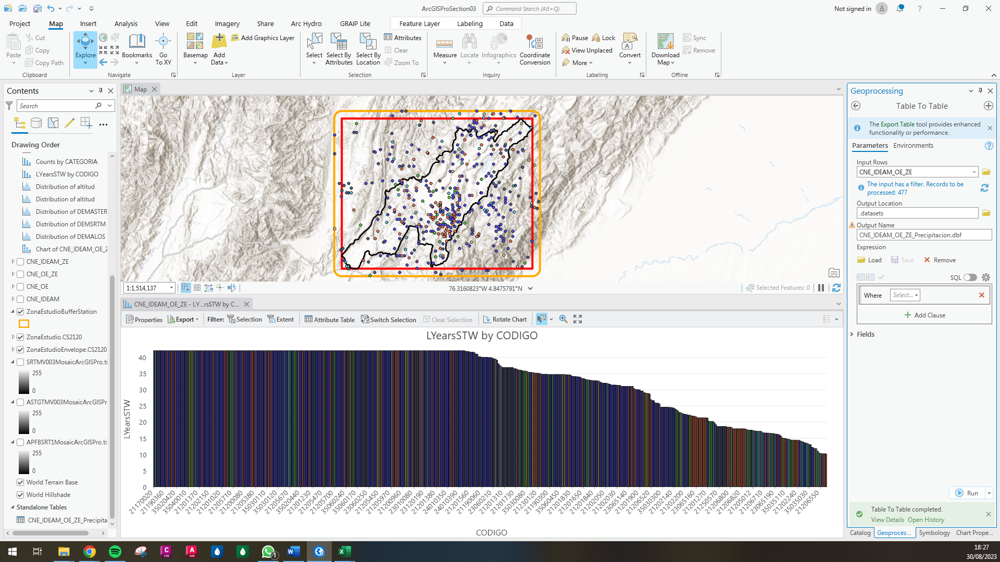 ArcGISProSection03
Command Search (Alt+Q)
Not signed in
Project Map Insert Analysis View Edit Imagery Share Arc Hydro GRAIP Lite Feature Layer Labeling Data
Paste
Cut
Copy
Copy Path
Clipboard
Explore
Bookmarks
Go To XY
Navigate
Basemap
Add Data
Add Graphics Layer
Layer
Select
Select By Attributes
Select By Location
Attributes
Clear
Zoom To
Selection
Measure
Locate
Infographics
Coordinate Conversion
Inquiry
Pause
Lock
View Unplaced
More
Convert
Labeling
Download Map
Sync
Remove
Offline
Contents
Search
Drawing Order
Counts by CATEGORIA
LYearsSTW by CODIGO
Distribution of altitud
Distribution of altitud
Distribution of DEMASTER
Distribution of DEMSRTM
Distribution of DEMALOS
Chart of CNE_IDEAM_OE_Z
CNE_IDEAM_ZE
CNE_OE_ZE
CNE_OE
CNE_IDEAM
ZonaEstudioBufferStation
ZonaEstudio.CS2120
ZonaEstudioEnvelope.CS2120
SRTMV003MosaicArcGISPro.ti
255
0
ASTGTMV003MosaicArcGISPr
255
0
APFBSRT1MosaicArcGISPro.ti
255
0
World Terrain Base
World Hillshade
Standalone Tables
CNE_IDEAM_OE_ZE_Precipita
Map
1:1,514,137
76.3160823°W 4.8475791°N
Selected Features: 0
CNE_IDEAM_OE_ZE - LY...rsSTW by C...
Properties
Export
Filter:
Selection
Extent
Attribute Table
Switch Selection
Clear Selection
Rotate Chart
LYearsSTW by CODIGO
LYearsSTW
40
35
30
25
20
15
10
5
0
21170020 21190360 35020420 35040010 21201370 21202150 21201020 21205710 21200080 21205380 35030110 35030120 21205670 35020440 21201230 21205470 21205700 35060240 35060170 23060250 21205450 21205970 21200960 23010080 23120190 21201380 24010350 24010390 21201560 21190060 23060210 21201310 21201730 35030080 21230120 21190300 35060450 21201830 21201650 21201840 21202050 21202030 23065140 21201900 21206520 35030300 21202140 21202200 23065160 21201270 21205070 21206800 21206820 21205012 21206710 23065190 35035110 21202240 35035030 21206550
CODIGO
Geoprocessing
Table To Table
The Export Table tool provides enhanced
functionality or performance.
Parameters Environments
Input Rows
CNE_IDEAM_OE_ZE
The input has a filter. Records to be
processed: 477
Output Location
.datasets
Output Name
CNE_IDEAM_OE_ZE_Precipitacion.dbf
Expression
Load
Save
Remove
SQL
Where
Select...
Add Clause
Fields
Run
Table To Table completed.
View Details Open History
Catalog Geoproces... Symbology Chart Prope...
1
18:27
30/08/2023